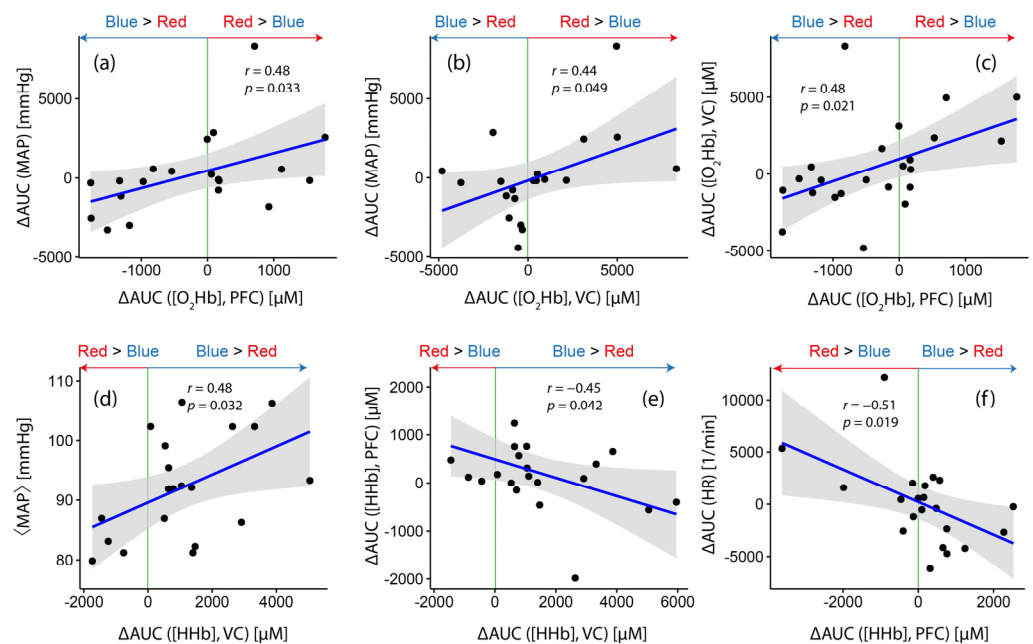 Blue > Red Red > Blue
(a)
r = 0.48
p = 0.033
5000
0
-5000
ΔAUC (MAP) [mmHg]
-1000 0 1000
ΔAUC ([O₂Hb], PFC) [µM]
Blue > Red Red > Blue
(b)
r = 0.44
p = 0.049
5000
0
-5000
ΔAUC (MAP) [mmHg]
-5000 0 5000
ΔAUC ([O₂Hb], VC) [µM]
Blue > Red Red > Blue
(c)
r = 0.48
p = 0.021
5000
0
-5000
ΔAUC ([O₂Hb], VC) [µM]
-1000 0 1000
ΔAUC ([O₂Hb], PFC) [µM]
Red > Blue Blue > Red
(d)
r = 0.48
p = 0.032
110
100
90
80
⟨MAP⟩ [mmHg]
-2000 0 2000 4000
ΔAUC ([HHb], VC) [µM]
Red > Blue Blue > Red
(e)
r = −0.45
p = 0.042
2000
1000
0
-1000
-2000
ΔAUC ([HHb], PFC) [µM]
-2000 0 2000 4000 6000
ΔAUC ([HHb], VC) [µM]
Red > Blue Blue > Red
(f)
r = −0.51
p = 0.019
10000
5000
0
-5000
ΔAUC (HR) [1/min]
-4000 -2000 0 2000
ΔAUC ([HHb], PFC) [µM]